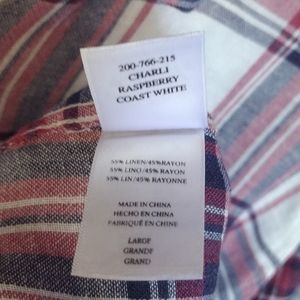 200-766-215
CHARLI
RASPBERRY
COAST WHITE
55% LINEN/45%RAYON
55% LINO/45% RAYON
55% LIN/45% RAYONNE
MADE IN CHINA
HECHO EN CHINA
FABRIQUÉ EN CHINE
LARGE
GRANDE
GRAND